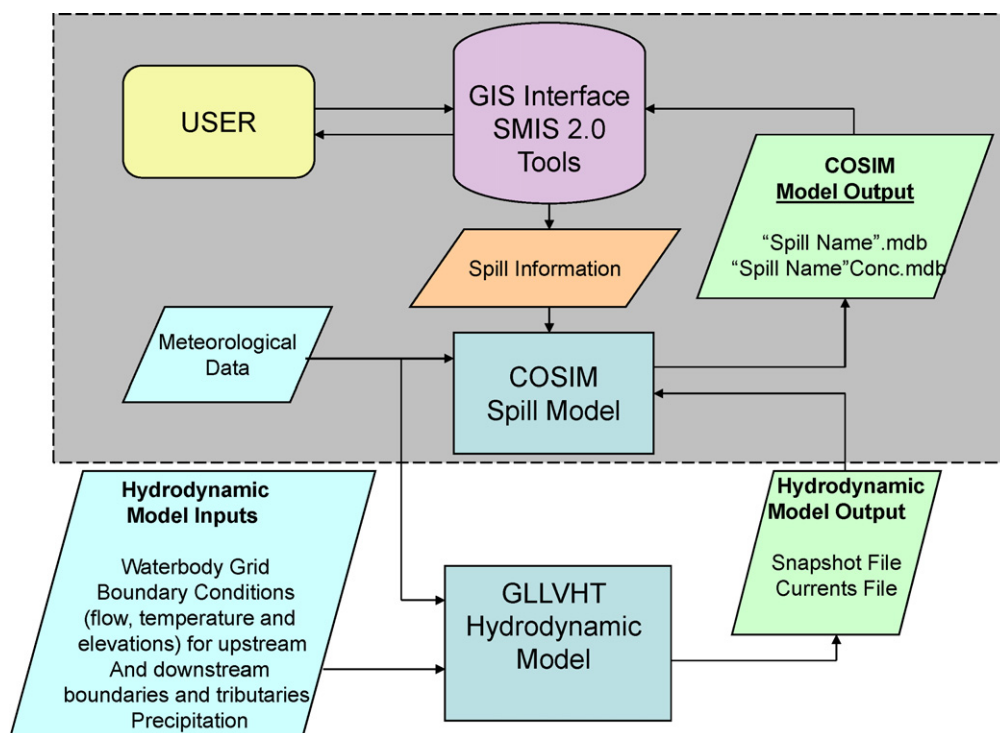 USER
GIS Interface
SMIS 2.0
Tools
COSIM
Model Output
“Spill Name”.mdb
“Spill Name”Conc.mdb
Spill Information
Meteorological
Data
COSIM
Spill Model
Hydrodynamic
Model Inputs
Waterbody Grid
Boundary Conditions
(flow, temperature and
elevations) for upstream
And downstream
boundaries and tributaries
Precipitation
GLLVHT
Hydrodynamic
Model
Hydrodynamic
Model Output
Snapshot File
Currents File